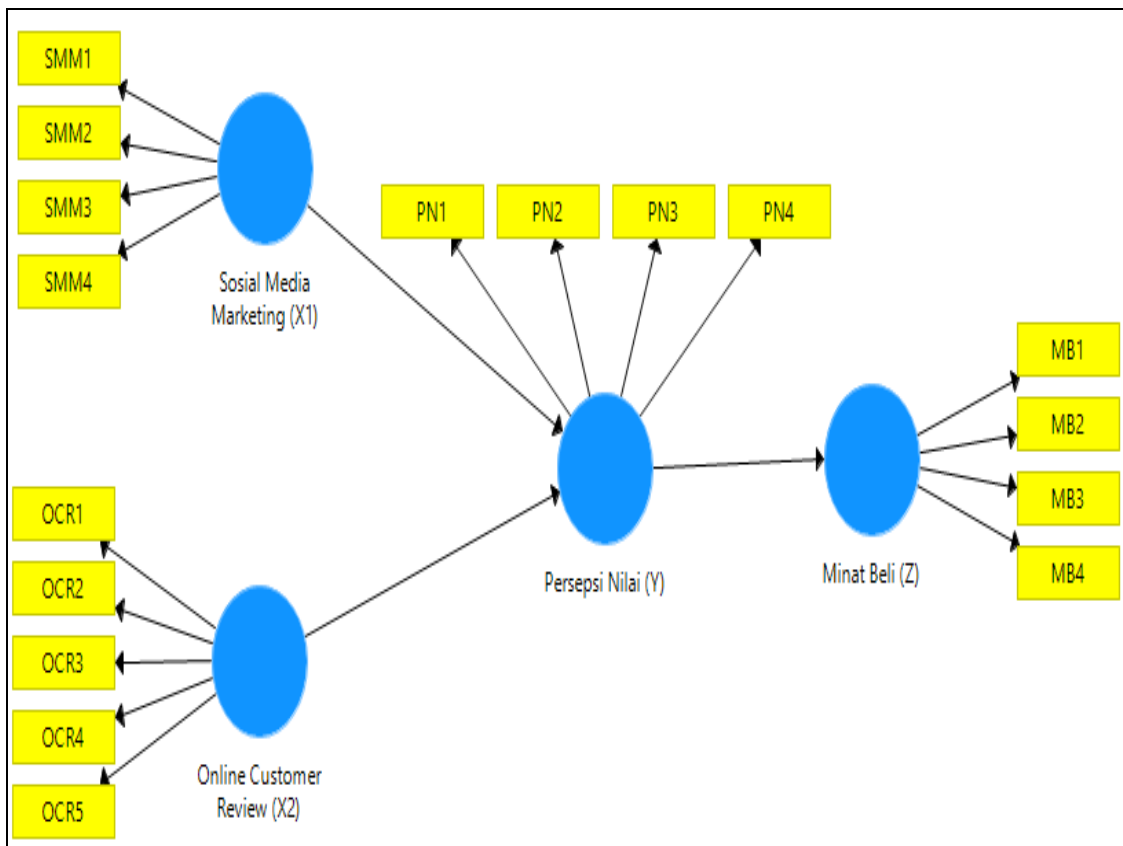 SMM1
SMM2
SMM3
SMM4
Sosial Media
Marketing (X1)
PN1
PN2
PN3
PN4
Persepsi Nilai (Y)
MB1
MB2
MB3
MB4
Minat Beli (Z)
OCR1
OCR2
OCR3
OCR4
OCR5
Online Customer
Review (X2)